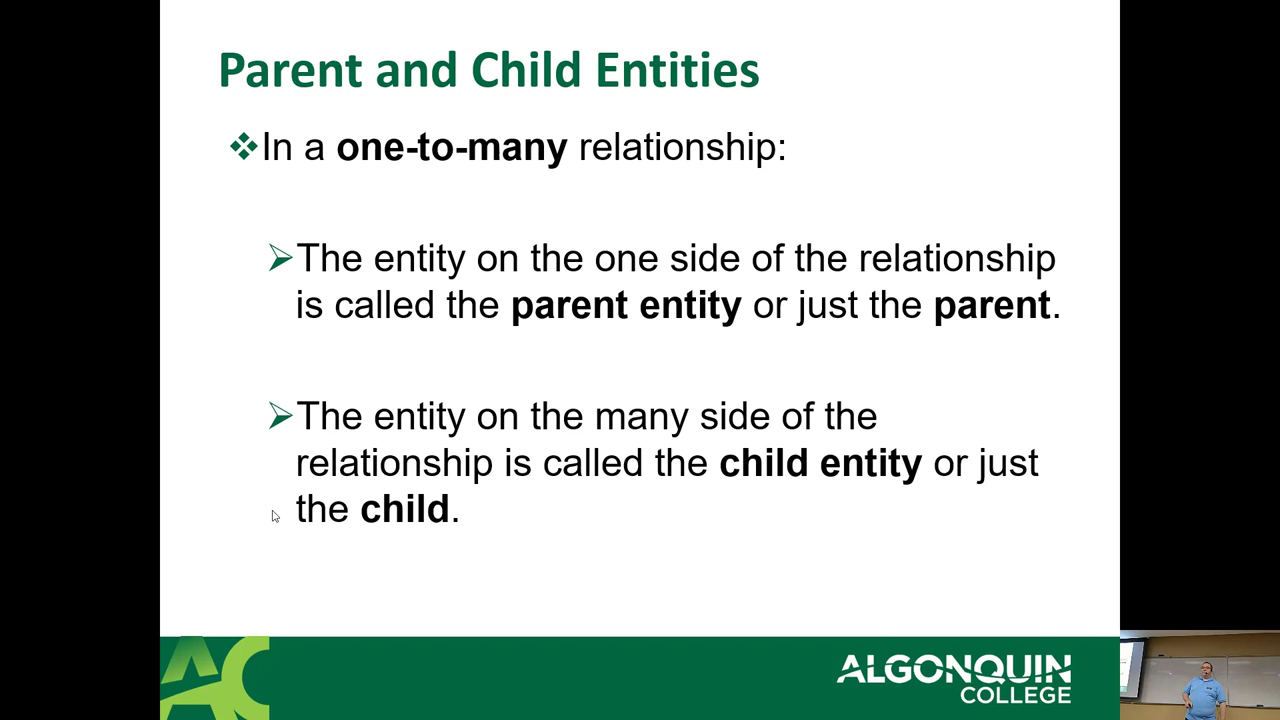 Parent and Child Entities
❖In a one-to-many relationship:
➢The entity on the one side of the relationship
is called the parent entity or just the parent.
➢The entity on the many side of the
relationship is called the child entity or just
the child.
AC
ALGONQUIN
COLLEGE